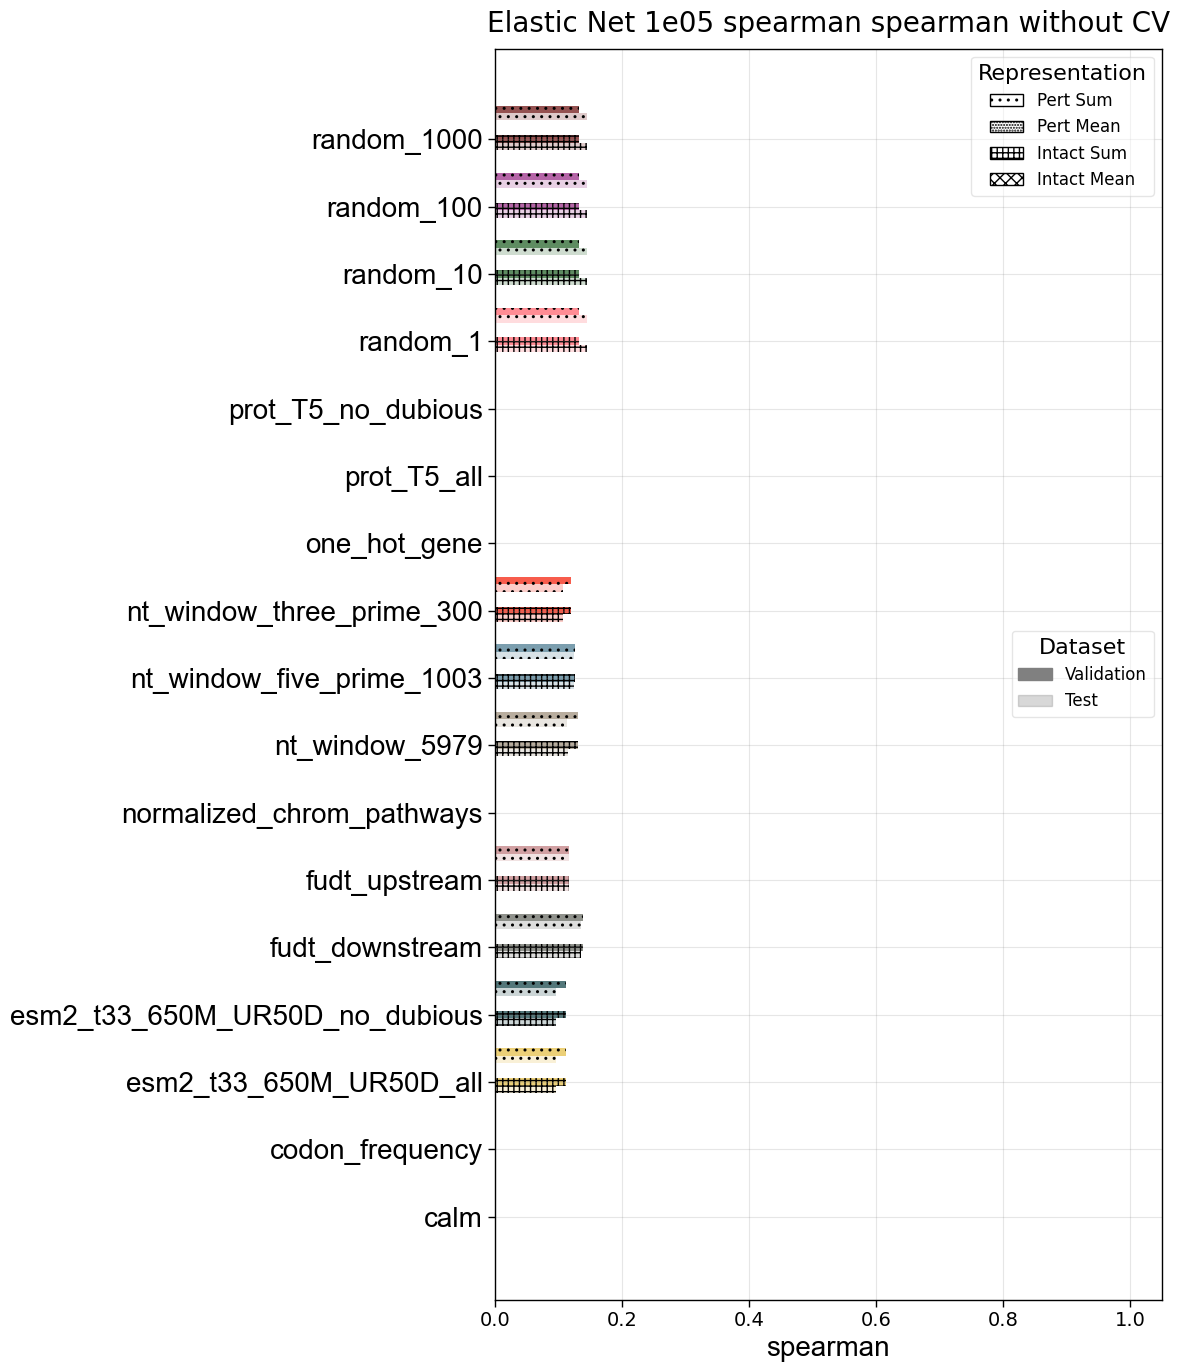 Elastic Net 1e05 spearman spearman without CV
Representation
Pert Sum
Pert Mean
Intact Sum
Intact Mean
random_1000
random_100
random_10
random_1
prot_T5_no_dubious
prot_T5_all
one_hot_gene
nt_window_three_prime_300
nt_window_five_prime_1003
nt_window_5979
normalized_chrom_pathways
fudt_upstream
fudt_downstream
esm2_t33_650M_UR50D_no_dubious
esm2_t33_650M_UR50D_all
codon_frequency
calm
Dataset
Validation
Test
0.0 0.2 0.4 0.6 0.8 1.0
spearman